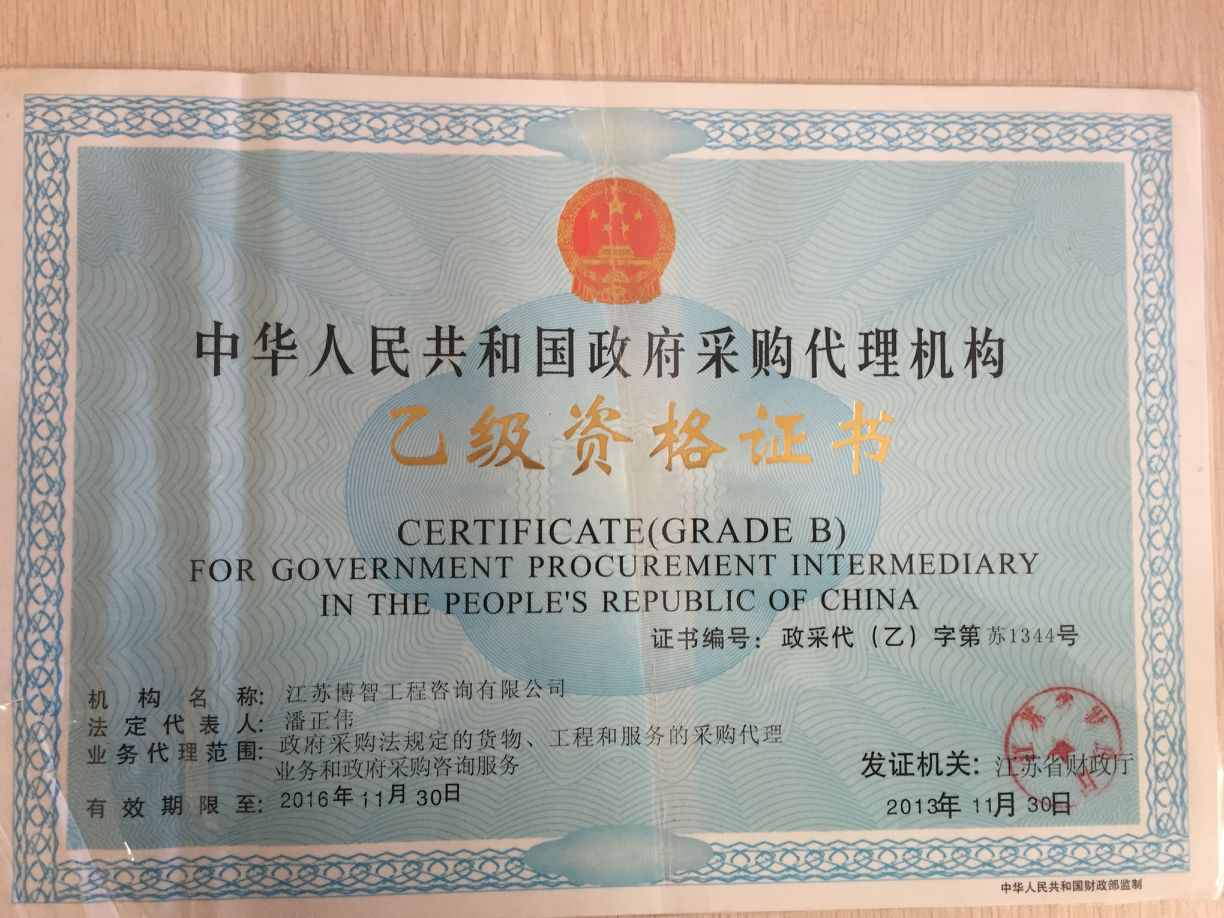 中华人民共和国政府采购代理机构
乙级资格证书
CERTIFICATE(GRADE B)
FOR GOVERNMENT PROCUREMENT INTERMEDIARY
IN THE PEOPLE'S REPUBLIC OF CHINA
证书编号：政采代（乙）字第苏1344号
机构名称：江苏博智工程咨询有限公司
法定代表人：潘正伟
业务代理范围：政府采购法规定的货物、工程和服务的采购代理
业务和政府采购咨询服务
有效期限至：2016年11月30日
发证机关：江苏省财政厅
2013年11月30日
中华人民共和国财政部监制